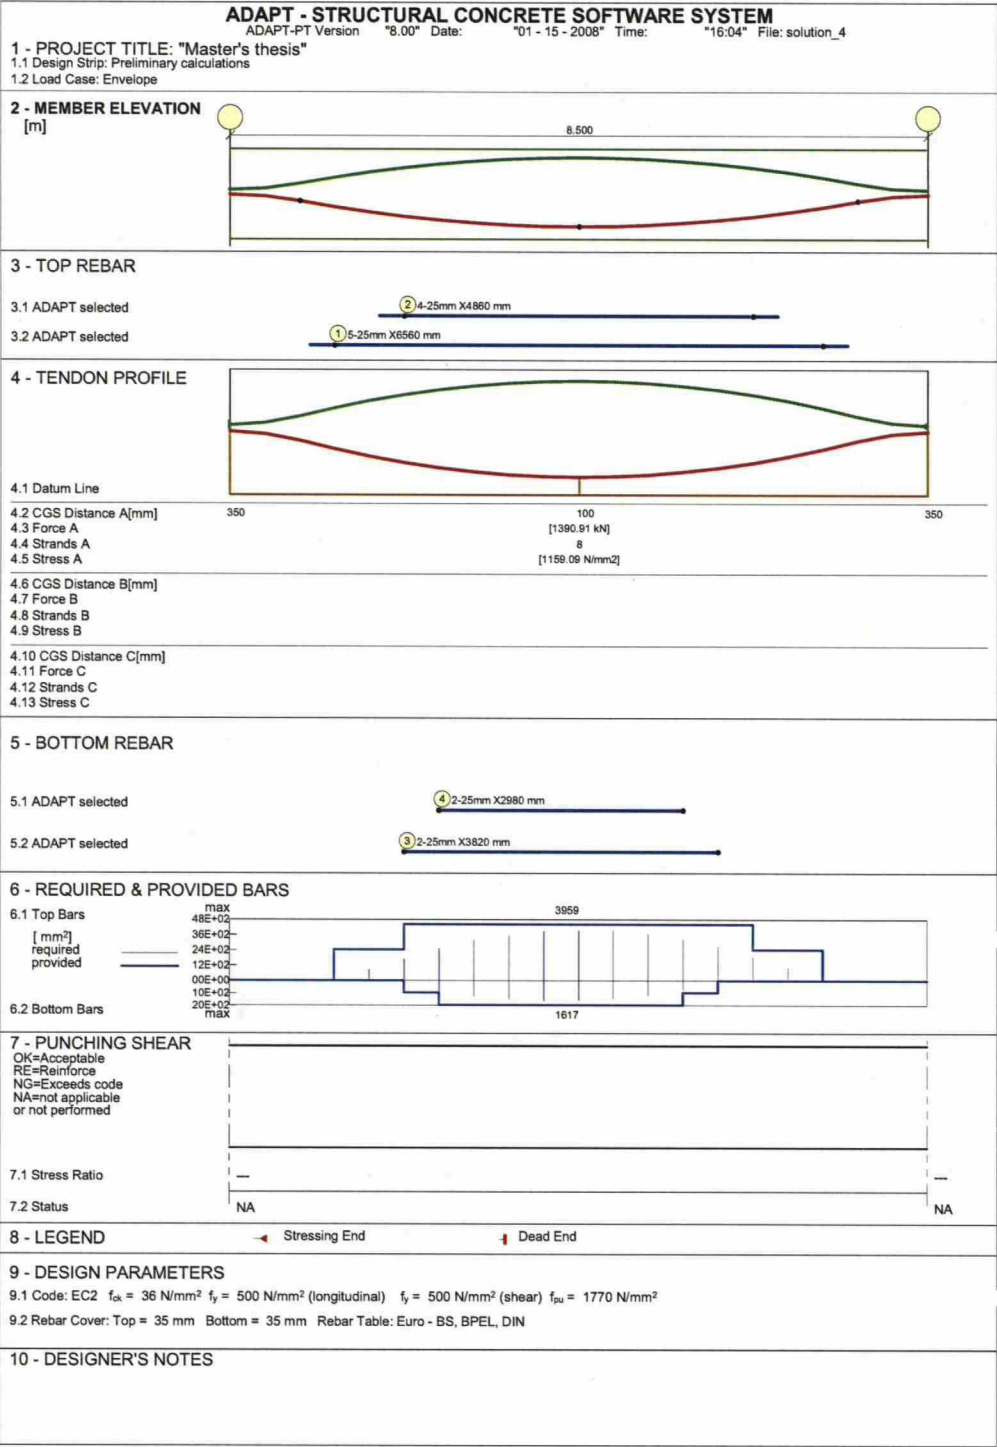 ADAPT - STRUCTURAL CONCRETE SOFTWARE SYSTEM
ADAPT-PT Version "8.00" Date: "01 - 15 - 2008" Time: "16:04" File: solution_4
1 - PROJECT TITLE: "Master's thesis"
1.1 Design Strip: Preliminary calculations
1.2 Load Case: Envelope
2 - MEMBER ELEVATION
[m]
8.500
3 - TOP REBAR
3.1 ADAPT selected
2 4-25mm X4860 mm
3.2 ADAPT selected
1 5-25mm X6560 mm
4 - TENDON PROFILE
4.1 Datum Line
4.2 CGS Distance A[mm] 350 100 350
4.3 Force A [1390.91 kN]
4.4 Strands A 8
4.5 Stress A [1159.09 N/mm2]
4.6 CGS Distance B[mm]
4.7 Force B
4.8 Strands B
4.9 Stress B
4.10 CGS Distance C[mm]
4.11 Force C
4.12 Strands C
4.13 Stress C
5 - BOTTOM REBAR
5.1 ADAPT selected
4 2-25mm X2980 mm
5.2 ADAPT selected
3 2-25mm X3820 mm
6 - REQUIRED & PROVIDED BARS
6.1 Top Bars
max
3959
48E+02
[ mm²]
36E+02
required
24E+02
provided
12E+02
00E+00
10E+02
20E+02
6.2 Bottom Bars
max
1617
7 - PUNCHING SHEAR
OK=Acceptable
RE=Reinforce
NG=Exceeds code
NA=not applicable
or not performed
7.1 Stress Ratio --- ---
7.2 Status NA NA
8 - LEGEND Stressing End Dead End
9 - DESIGN PARAMETERS
9.1 Code: EC2 fck = 36 N/mm² fy = 500 N/mm² (longitudinal) fy = 500 N/mm² (shear) fpu = 1770 N/mm²
9.2 Rebar Cover: Top = 35 mm Bottom = 35 mm Rebar Table: Euro - BS, BPEL, DIN
10 - DESIGNER'S NOTES